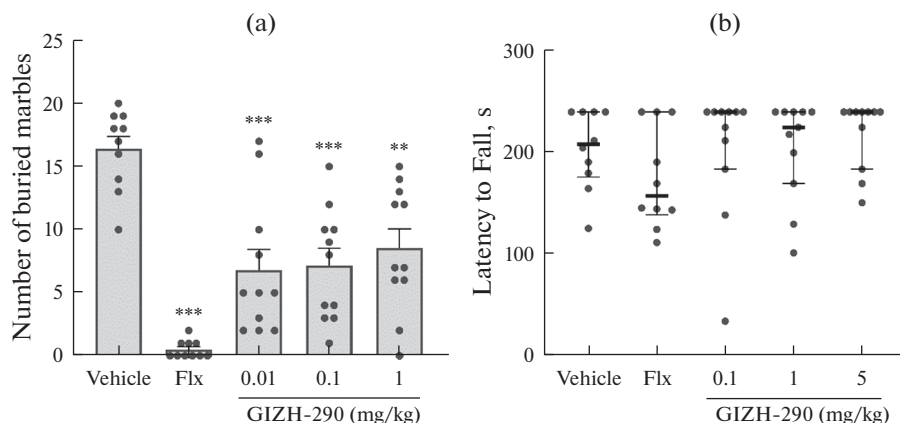 (a)
Number of buried marbles
25
20
15
10
5
0
***
***
***
**
Vehicle Flx 0.01 0.1 1
GIZH-290 (mg/kg)
(b)
Latency to Fall, s
300
200
100
0
Vehicle Flx 0.1 1 5
GIZH-290 (mg/kg)